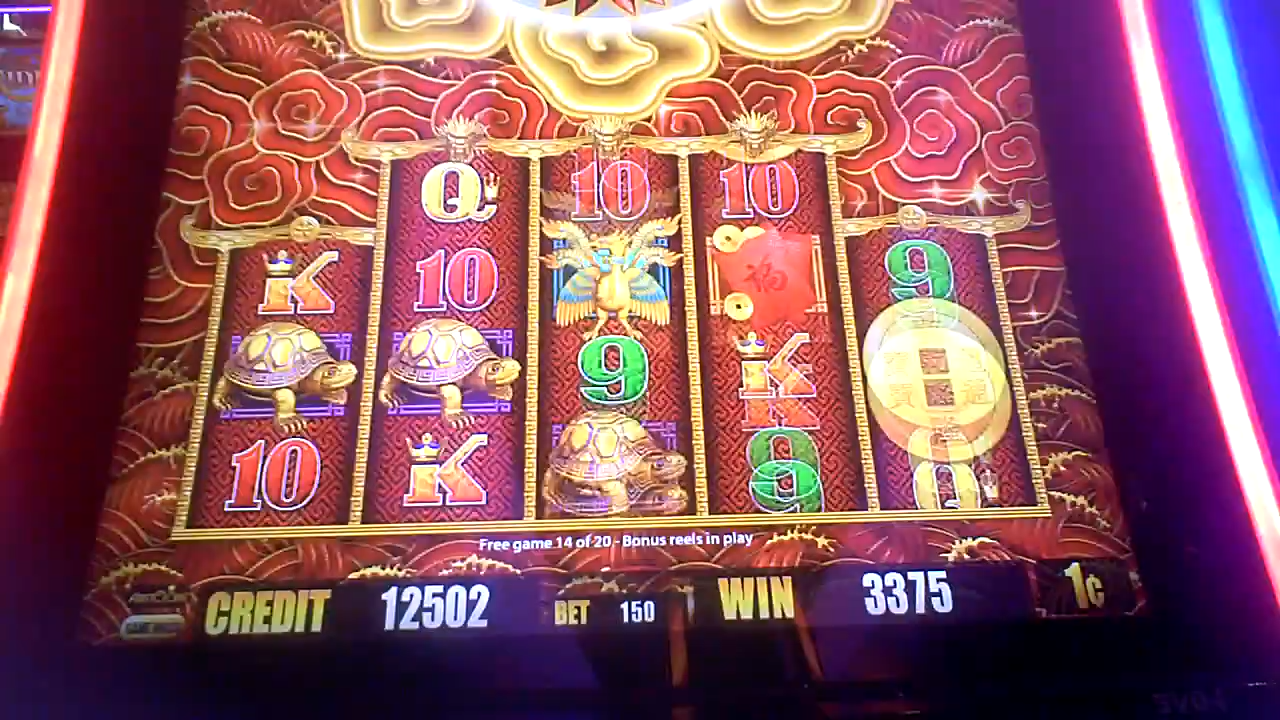 Q 10 10
K 10 福 9
9 K
10 K 9 Q
Free game 14 of 20 - Bonus reels in play
CREDIT 12502 BET 150 WIN 3375 1¢